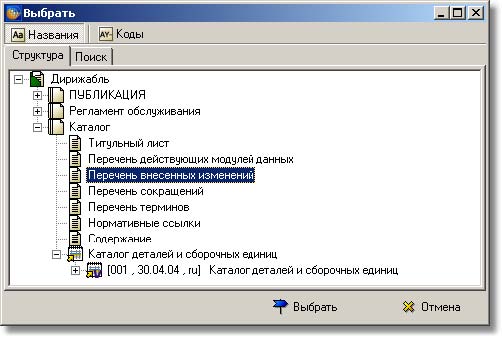 Выбрать
Aa Названия AY- Коды
Структура Поиск
Дирижабль
ПУБЛИКАЦИЯ
Регламент обслуживания
Каталог
Титульный лист
Перечень действующих модулей данных
Перечень внесенных изменений
Перечень сокращений
Перечень терминов
Нормативные ссылки
Содержание
Каталог деталей и сборочных единиц
[001 , 30.04.04 , ru] Каталог деталей и сборочных единиц
Выбрать Отмена